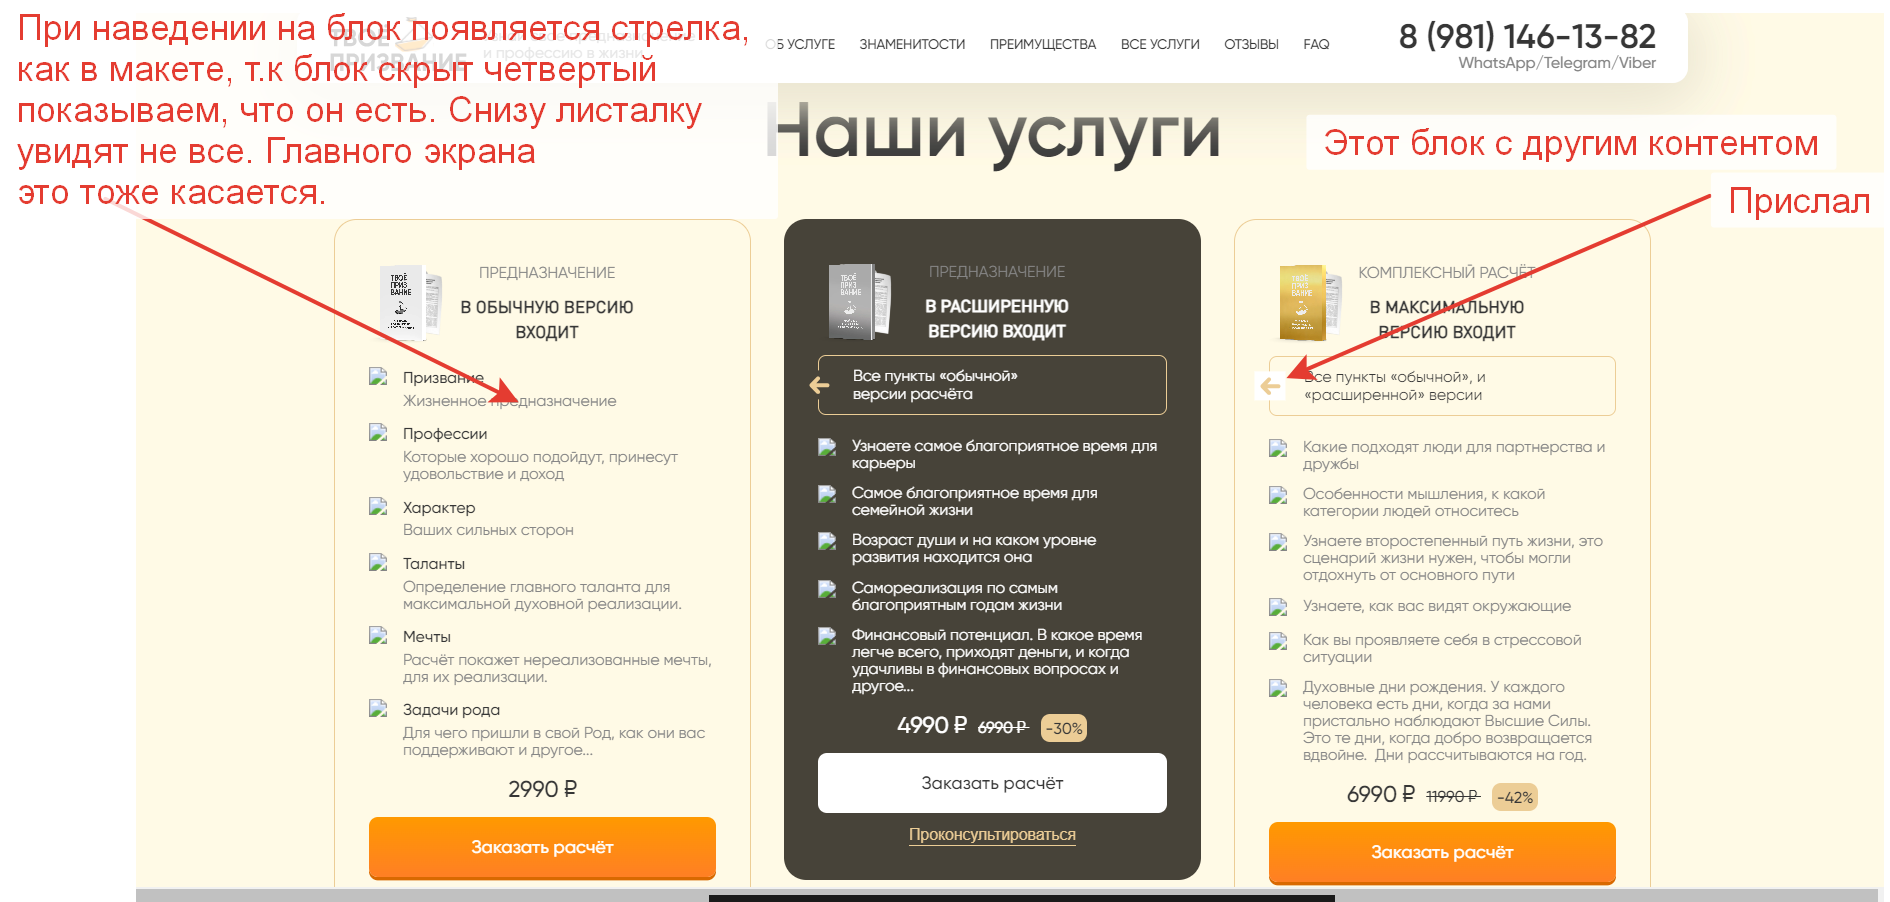 При наведении на блок появляется стрелка,
как в макете, т.к блок скрыт четвертый
показываем, что он есть. Снизу листалку
увидят не все. Главного экрана
это тоже касается.
ТВОЁ
ПРИЗВАНИЕ
и профессию в жизни
ОБ УСЛУГЕ
ЗНАМЕНИТОСТИ
ПРЕИМУЩЕСТВА
ВСЕ УСЛУГИ
ОТЗЫВЫ
FAQ
8 (981) 146-13-82
WhatsApp/Telegram/Viber
Наши услуги
Этот блок с другим контентом
Прислал
ТВОЁ
ПРИЗ
ВАНИЕ
ПРЕДНАЗНАЧЕНИЕ
В ОБЫЧНУЮ ВЕРСИЮ
ВХОДИТ
Призвание
Жизненное предназначение
Профессии
Которые хорошо подойдут, принесут
удовольствие и доход
Характер
Ваших сильных сторон
Таланты
Определение главного таланта для
максимальной духовной реализации.
Мечты
Расчёт покажет нереализованные мечты,
для их реализации.
Задачи рода
Для чего пришли в свой Род, как они вас
поддерживают и другое...
2990 ₽
Заказать расчёт
ТВОЁ
ПРИЗ
ВАНИЕ
ПРЕДНАЗНАЧЕНИЕ
В РАСШИРЕННУЮ
ВЕРСИЮ ВХОДИТ
Все пункты «обычной»
версии расчёта
Узнаете самое благоприятное время для
карьеры
Самое благоприятное время для
семейной жизни
Возраст души и на каком уровне
развития находится она
Самореализация по самым
благоприятным годам жизни
Финансовый потенциал. В какое время
легче всего, приходят деньги, и когда
удачливы в финансовых вопросах и
другое...
4990 ₽ 6990 ₽ -30%
Заказать расчёт
Проконсультироваться
ТВОЁ
ПРИЗ
ВАНИЕ
КОМПЛЕКСНЫЙ РАСЧЁТ
В МАКСИМАЛЬНУЮ
ВЕРСИЮ ВХОДИТ
Все пункты «обычной», и
«расширенной» версии
Какие подходят люди для партнерства и
дружбы
Особенности мышления, к какой
категории людей относитесь
Узнаете второстепенный путь жизни, это
сценарий жизни нужен, чтобы могли
отдохнуть от основного пути
Узнаете, как вас видят окружающие
Как вы проявляете себя в стрессовой
ситуации
Духовные дни рождения. У каждого
человека есть дни, когда за нами
пристально наблюдают Высшие Силы.
Это те дни, когда добро возвращается
вдвойне. Дни рассчитываются на год.
6990 ₽ 11990 ₽ -42%
Заказать расчёт